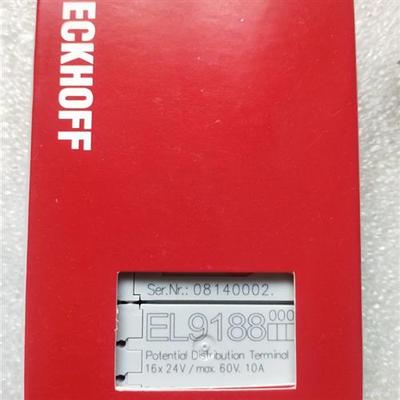 ECKHOFF
Ser.Nr.: 08140002.
EL9188 000
Potential Distribution Terminal
16x 24V / max. 60V, 10A